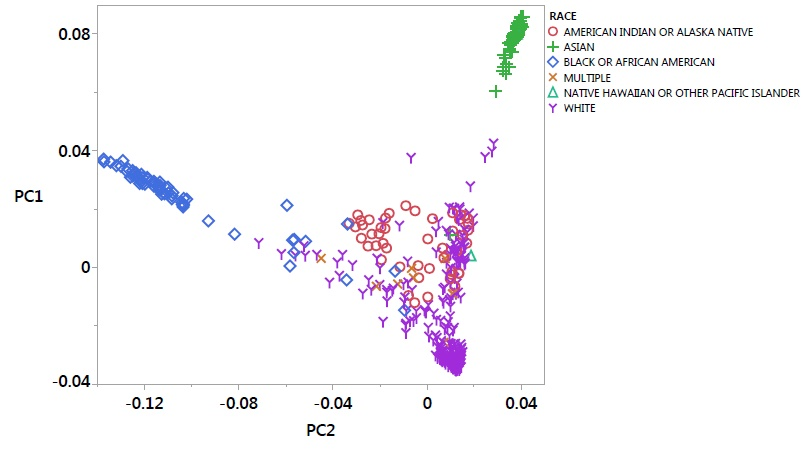 RACE
AMERICAN INDIAN OR ALASKA NATIVE
ASIAN
BLACK OR AFRICAN AMERICAN
MULTIPLE
NATIVE HAWAIIAN OR OTHER PACIFIC ISLANDER
WHITE
0.08
0.04
PC1
0
-0.04
-0.12 -0.08 -0.04 0 0.04
PC2